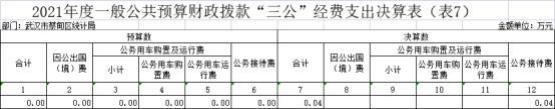 2021年度一般公共预算财政拨款“三公”经费支出决算表（表7）
部门：武汉市蔡甸区统计局 金额单位：万元
预算数 决算数
合计 因公出国（境）费 公务用车购置及运行费 公务接待费 合计 因公出国（境）费 公务用车购置及运行费 公务接待费
小计 公务用车购置费 公务用车运行费 小计 公务用车购置费 公务用车运行费
1 2 3 4 5 6 7 8 9 10 11 12
0.00 0.00 0.00 0.00 0.00 0.00 0.04 0.04